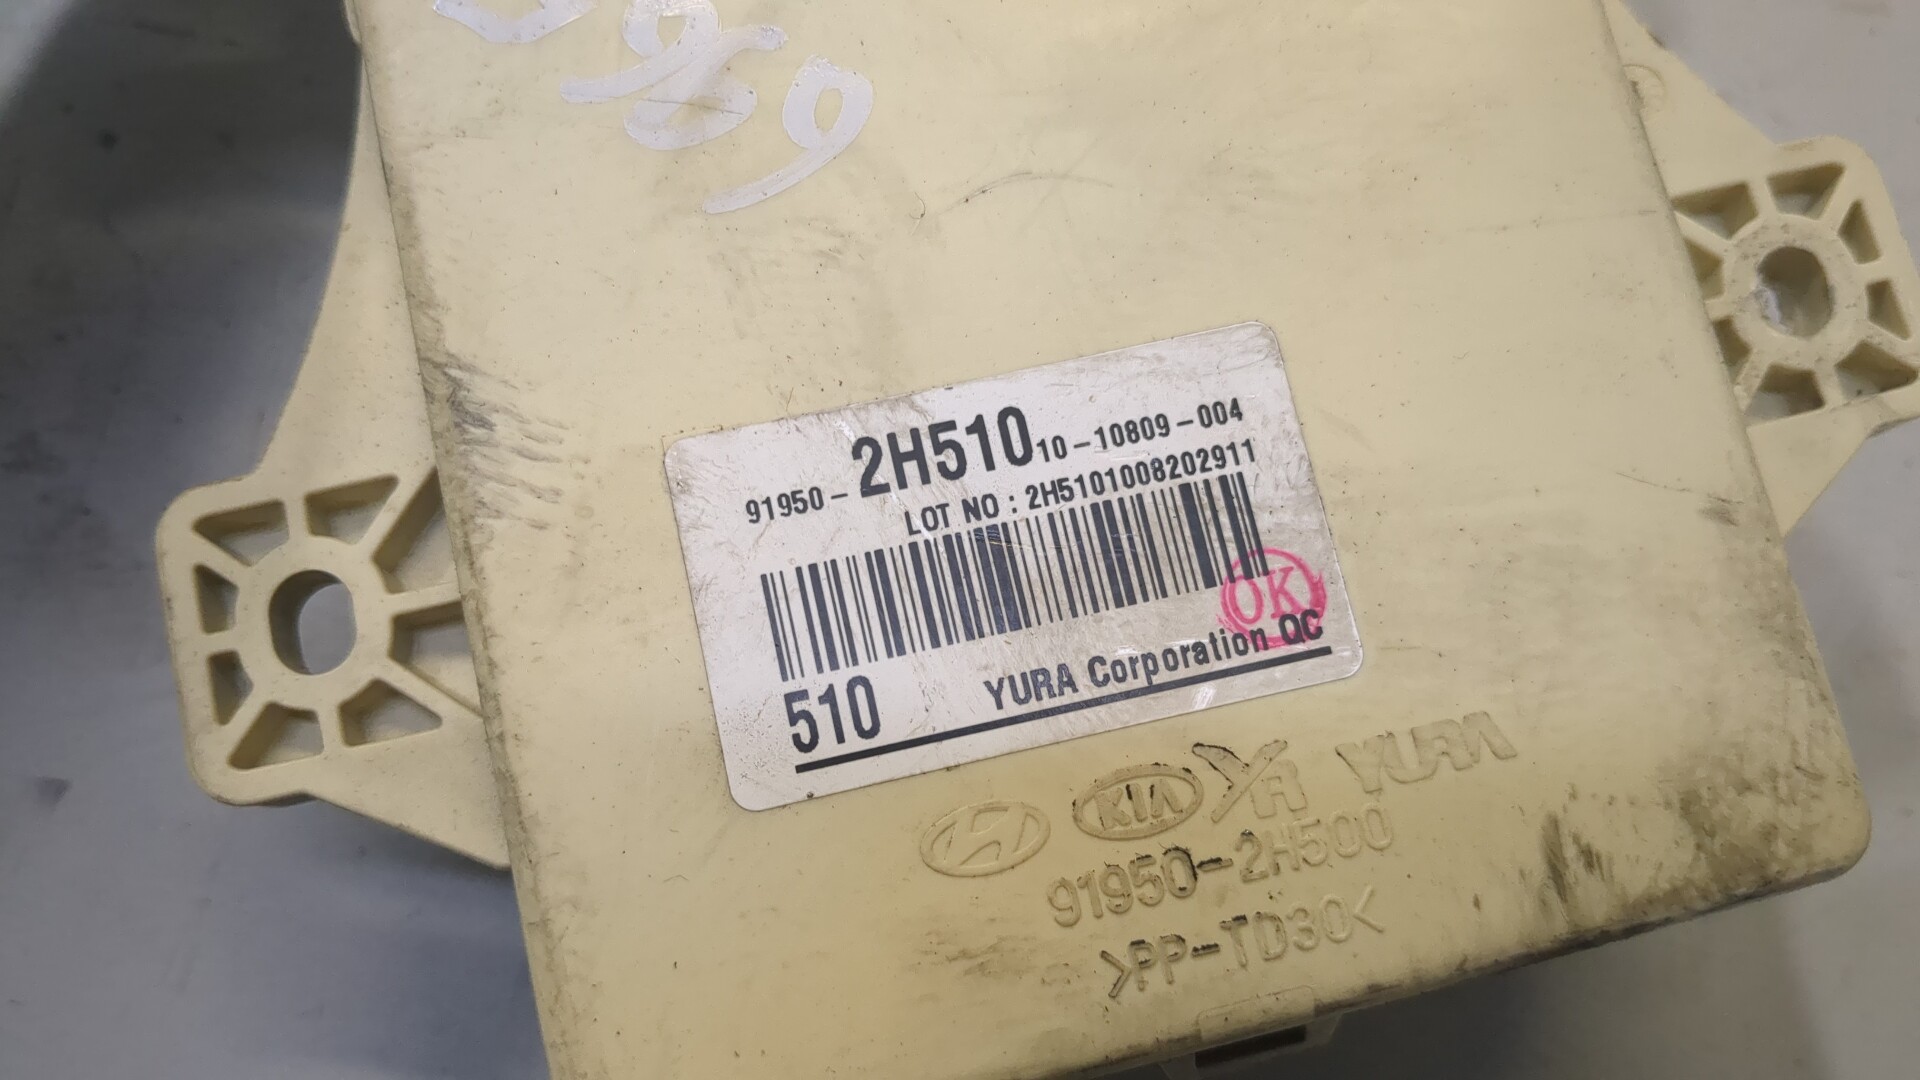 91950-2H510 10-10809-004
LOT NO : 2H5101008202911
OK
510 YURA Corporation QC
KIA YURA
91950-2H500
>PP-TD30<